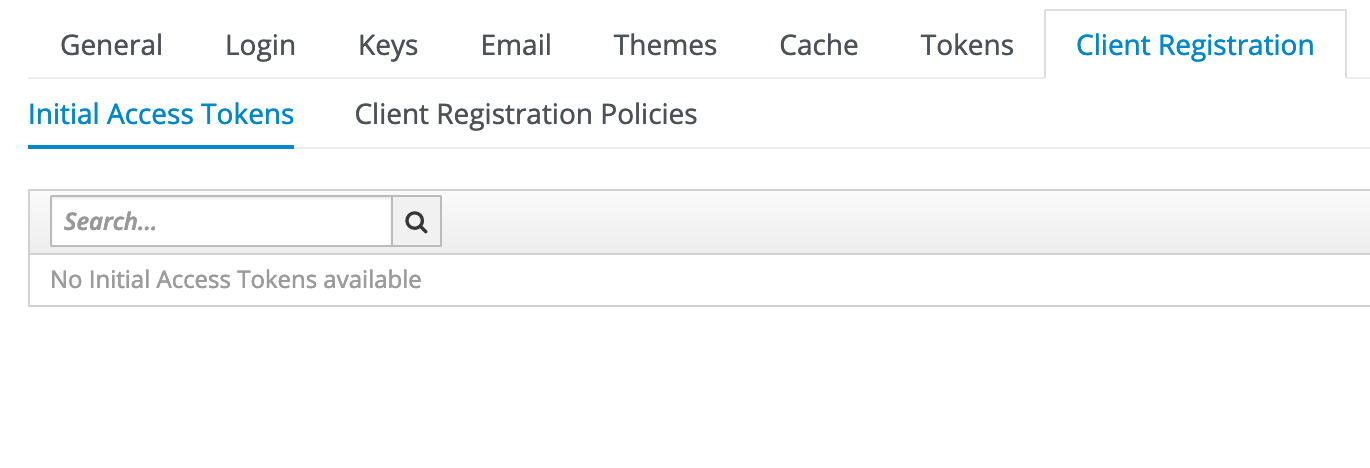 General Login Keys Email Themes Cache Tokens Client Registration
Initial Access Tokens Client Registration Policies
Search...
No Initial Access Tokens available